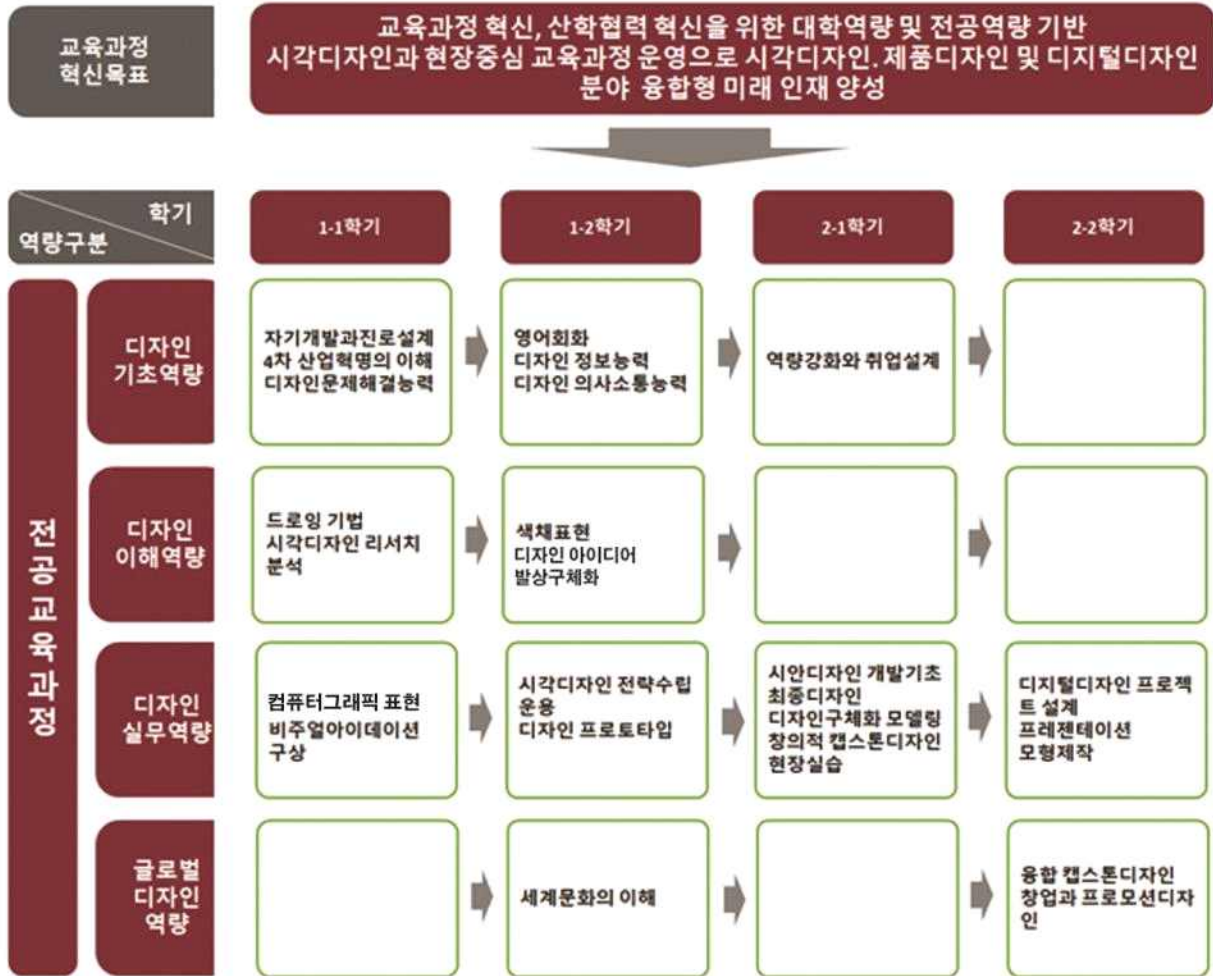 교육과정
혁신목표
교육과정 혁신, 산학협력 혁신을 위한 대학역량 및 전공역량 기반
시각디자인과 현장중심 교육과정 운영으로 시각디자인. 제품디자인 및 디지털디자인
분야 융합형 미래 인재 양성
학기
역량구분
1-1학기
1-2학기
2-1학기
2-2학기
전공교육과정
디자인
기초역량
자기개발과진로설계
4차 산업혁명의 이해
디자인문제해결능력
영어회화
디자인 정보능력
디자인 의사소통능력
역량강화와 취업설계
디자인
이해역량
드로잉 기법
시각디자인 리서치
분석
색채표현
디자인 아이디어
발상구체화
디자인
실무역량
컴퓨터그래픽 표현
비주얼아이데이션
구상
시각디자인 전략수립
운용
디자인 프로토타입
시안디자인 개발기초
최종디자인
디자인구체화 모델링
창의적 캡스톤디자인
현장실습
디지털디자인 프로젝
트 설계
프레젠테이션
모형제작
글로벌
디자인
역량
세계문화의 이해
융합 캡스톤디자인
창업과 프로모션디자
인